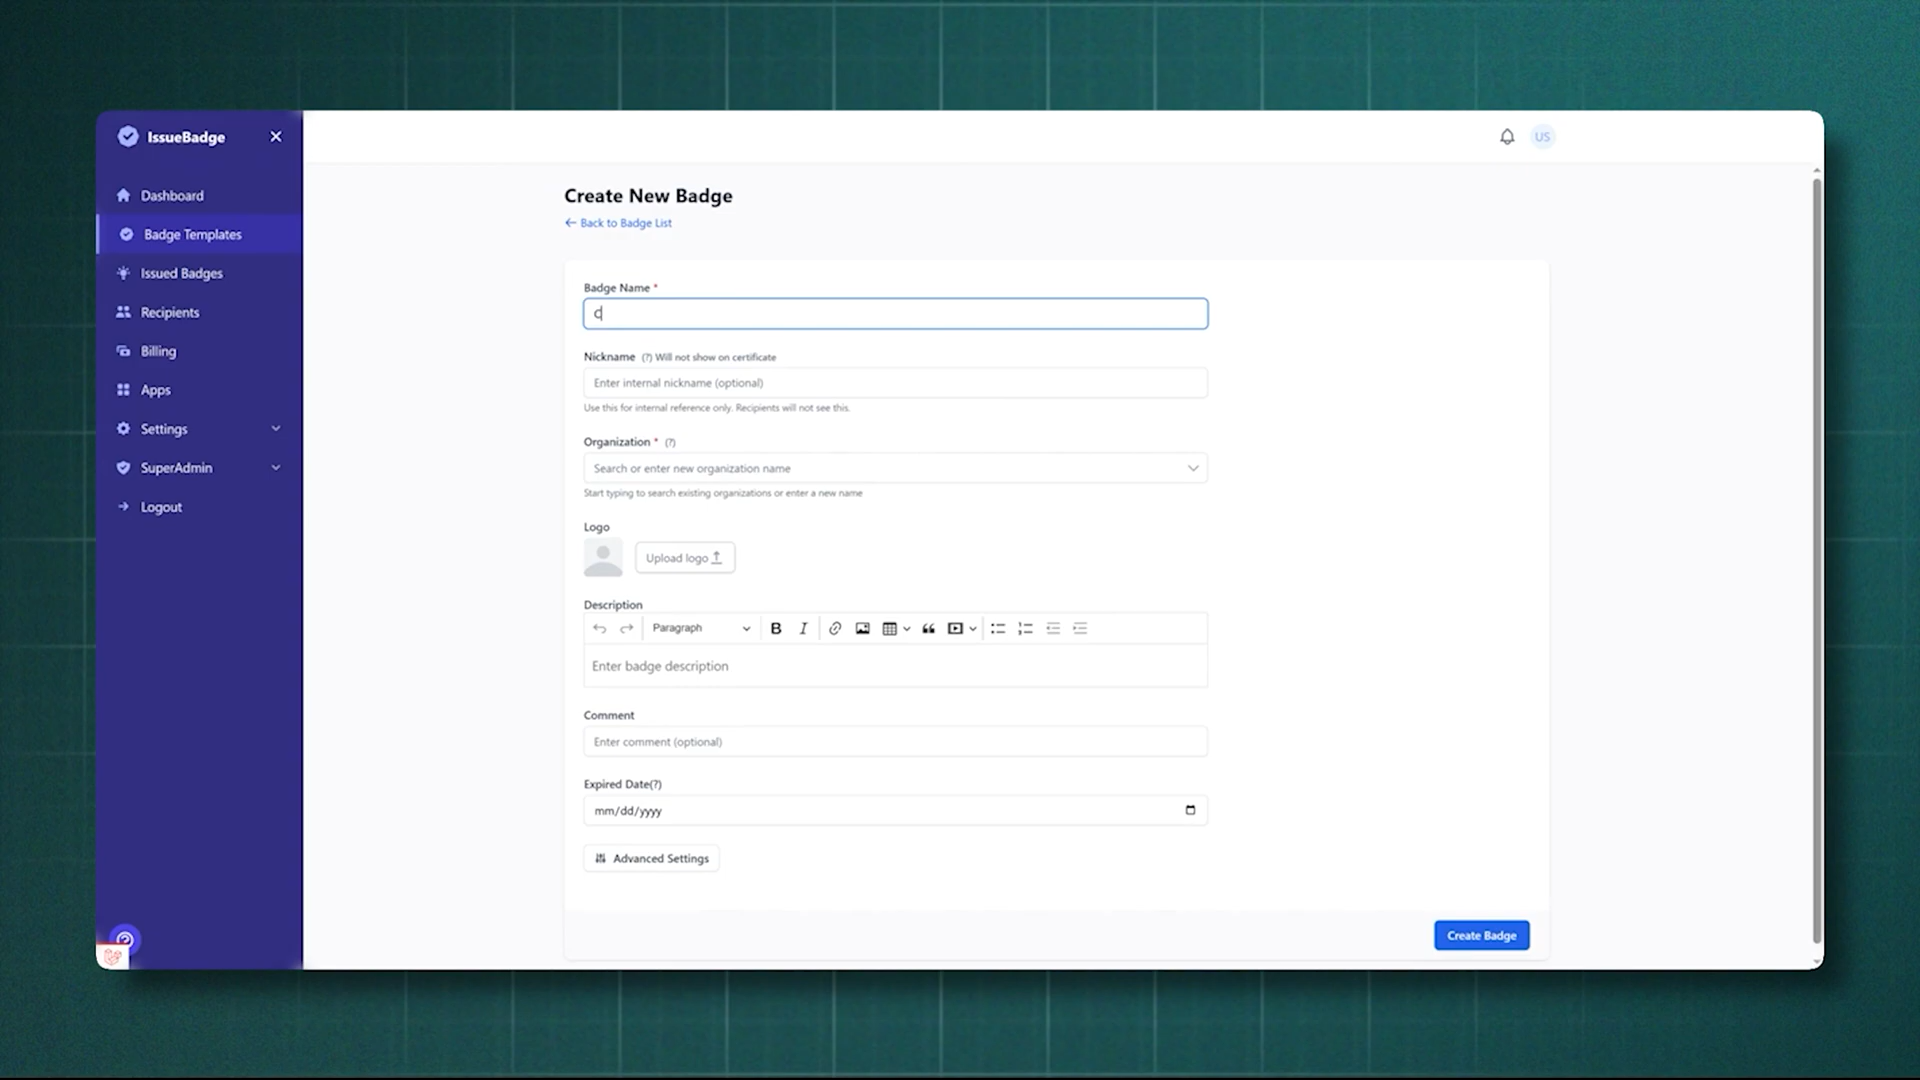 IssueBadge
US
Dashboard
Badge Templates
Issued Badges
Recipients
Billing
Apps
Settings
SuperAdmin
Logout
Create New Badge
← Back to Badge List
Badge Name *
C
Nickname (?) Will not show on certificate
Enter internal nickname (optional)
Use this for internal reference only. Recipients will not see this.
Organization * (?)
Search or enter new organization name
Start typing to search existing organizations or enter a new name
Logo
Upload logo
Description
Paragraph
B I
Enter badge description
Comment
Enter comment (optional)
Expired Date(?)
mm/dd/yyyy
Advanced Settings
Create Badge